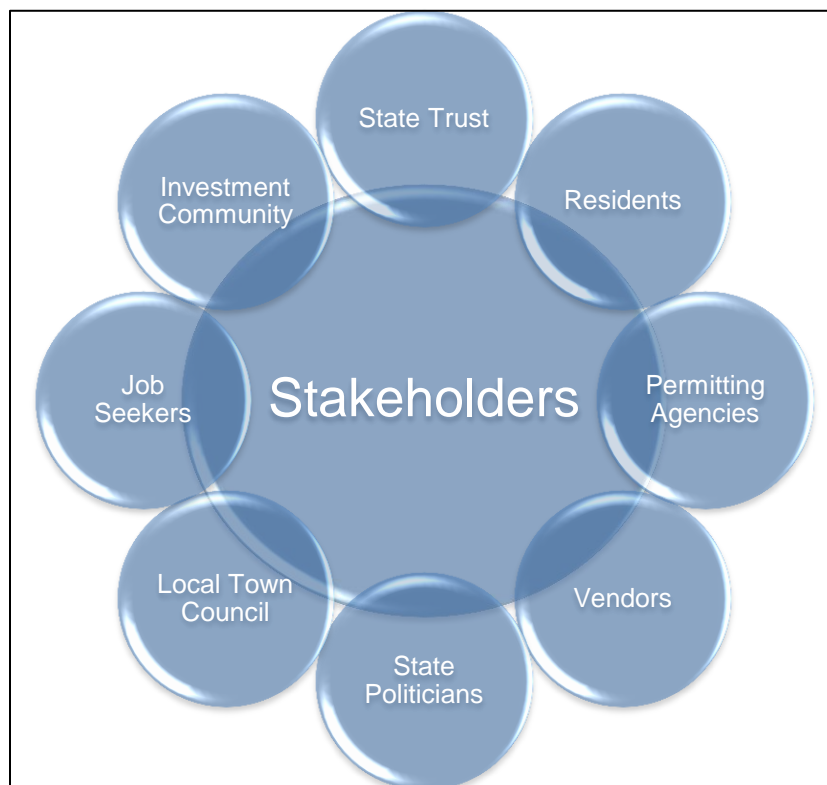 State Trust
Investment
Community
Residents
Job
Seekers
Stakeholders
Permitting
Agencies
Local Town
Council
Vendors
State
Politicians